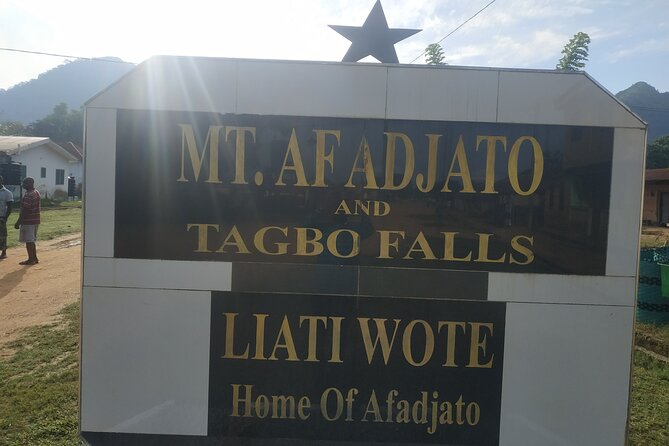 MT. AFADJATO
AND
TAGBO FALLS
LIATI WOTE
Home Of Afadjato